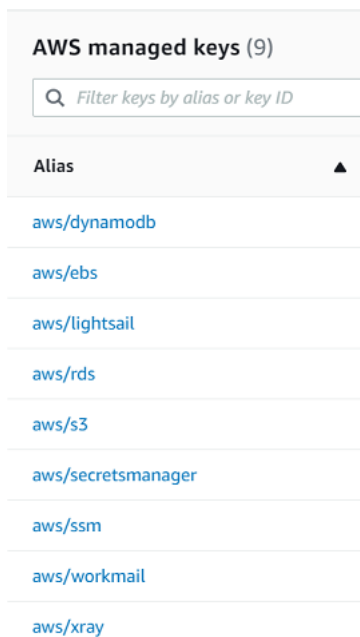 AWS managed keys (9)
Filter keys by alias or key ID
Alias
aws/dynamodb
aws/ebs
aws/lightsail
aws/rds
aws/s3
aws/secretsmanager
aws/ssm
aws/workmail
aws/xray